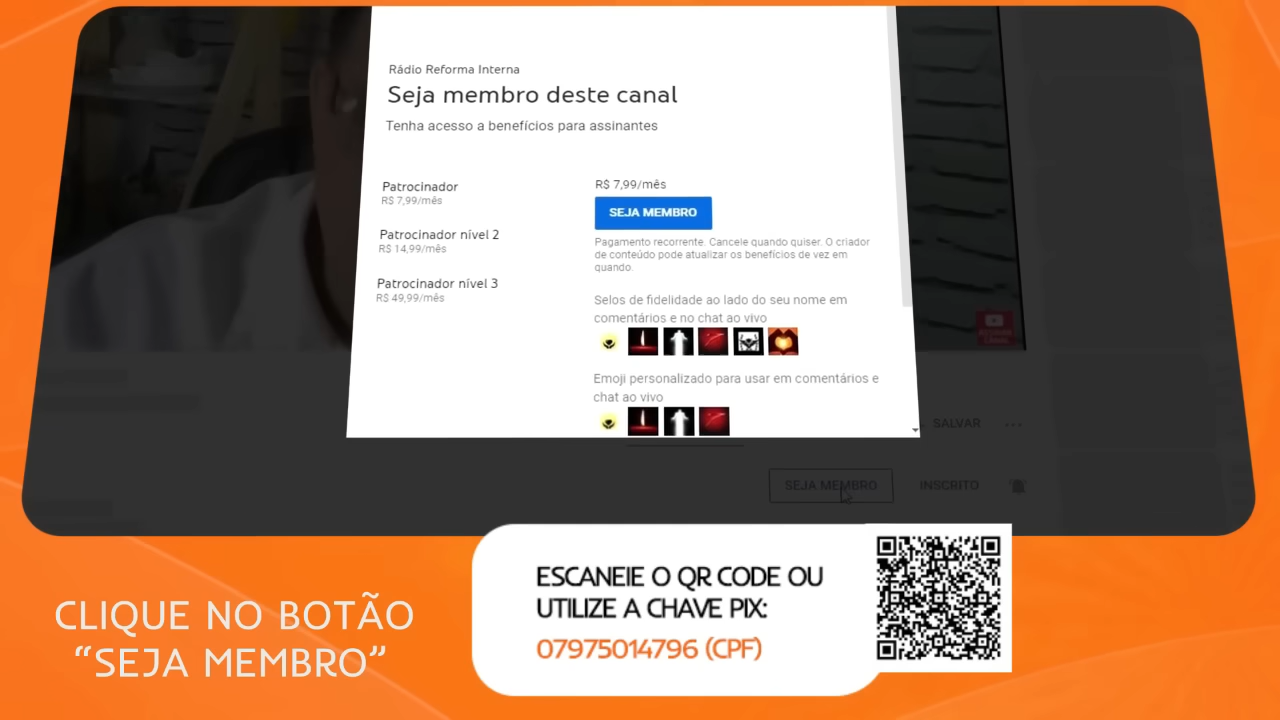 Rádio Reforma Interna
Seja membro deste canal
Tenha acesso a benefícios para assinantes
Patrocinador
R$ 7,99/mês
Patrocinador nível 2
R$ 14,99/mês
Patrocinador nível 3
R$ 49,99/mês
R$ 7,99/mês
SEJA MEMBRO
Pagamento recorrente. Cancele quando quiser. O criador
de conteúdo pode atualizar os benefícios de vez em
quando.
Selos de fidelidade ao lado do seu nome em
comentários e no chat ao vivo
Emoji personalizado para usar em comentários e
chat ao vivo
SALVAR
SEJA MEMBRO
INSCRITO
CLIQUE NO BOTÃO
“SEJA MEMBRO”
ESCANEIE O QR CODE OU
UTILIZE A CHAVE PIX:
07975014796 (CPF)